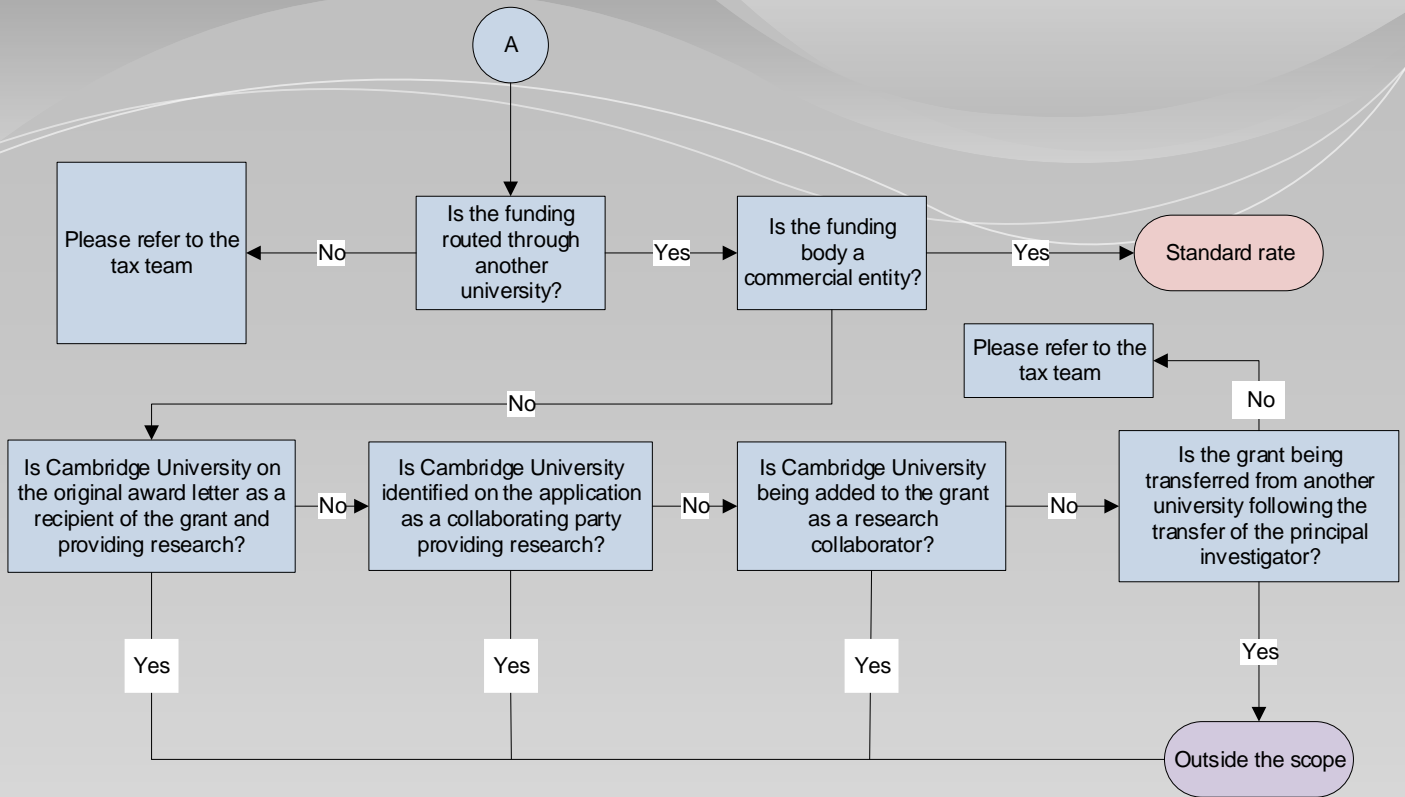 A
Please refer to the
tax team
No
Is the funding
routed through
another
university?
Yes
Is the funding
body a
commercial entity?
Yes
Standard rate
Please refer to the
tax team
No
No
Is Cambridge University on
the original award letter as a
recipient of the grant and
providing research?
No
Is Cambridge University
identified on the application
as a collaborating party
providing research?
No
Is Cambridge University
being added to the grant
as a research
collaborator?
No
Is the grant being
transferred from another
university following the
transfer of the principal
investigator?
Yes
Yes
Yes
Yes
Outside the scope